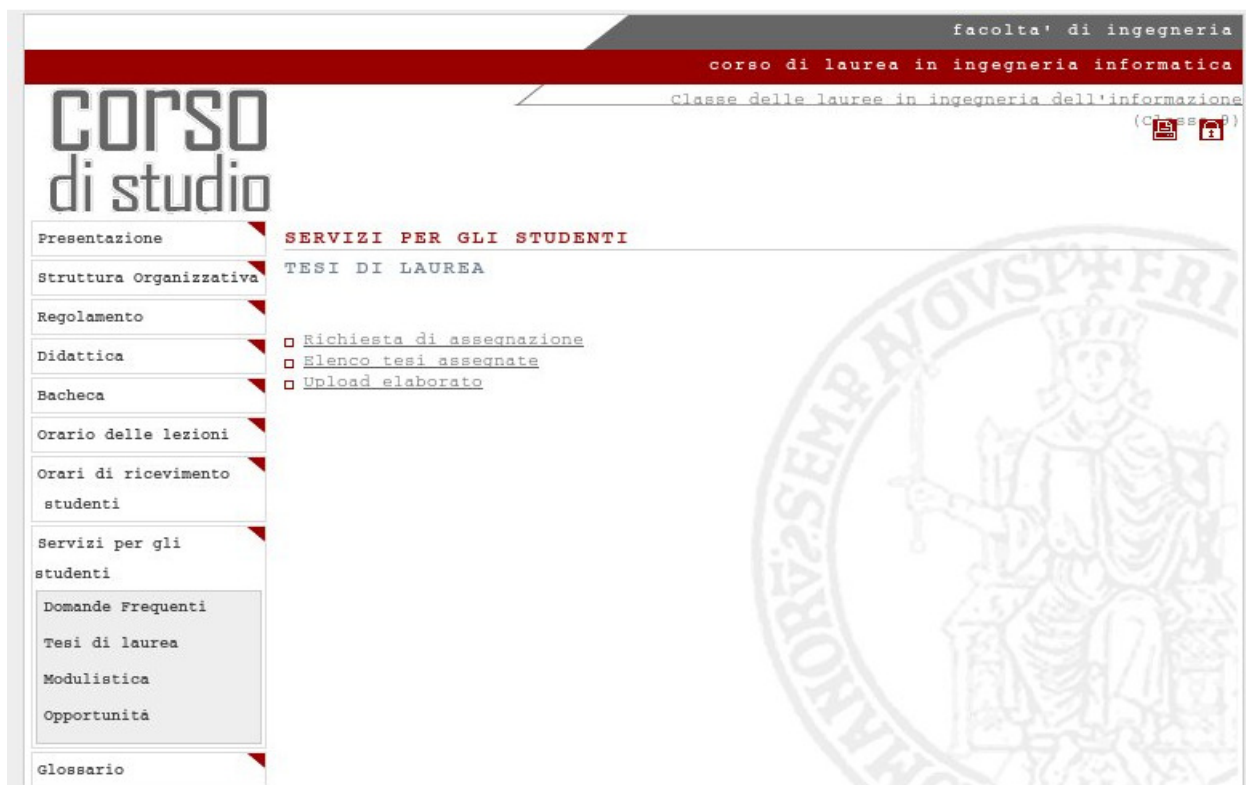 facolta' di ingegneria
corso di laurea in ingegneria informatica
Classe delle lauree in ingegneria dell'informazione
(Classe 9)
corso
di studio
Presentazione
Struttura Organizzativa
Regolamento
Didattica
Bacheca
Orario delle lezioni
Orari di ricevimento
studenti
Servizi per gli
studenti
Domande Frequenti
Tesi di laurea
Modulistica
Opportunità
Glossario
SERVIZI PER GLI STUDENTI
TESI DI LAUREA
Richiesta di assegnazione
Elenco tesi assegnate
Upload elaborato